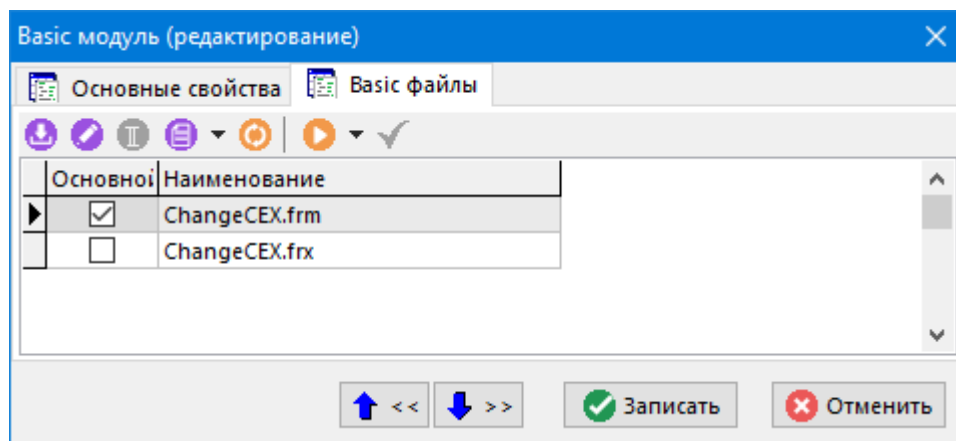 Basic модуль (редактирование)
Основные свойства Basic файлы
Основной Наименование
ChangeCEX.frm
ChangeCEX.frx
<< >> Записать Отменить